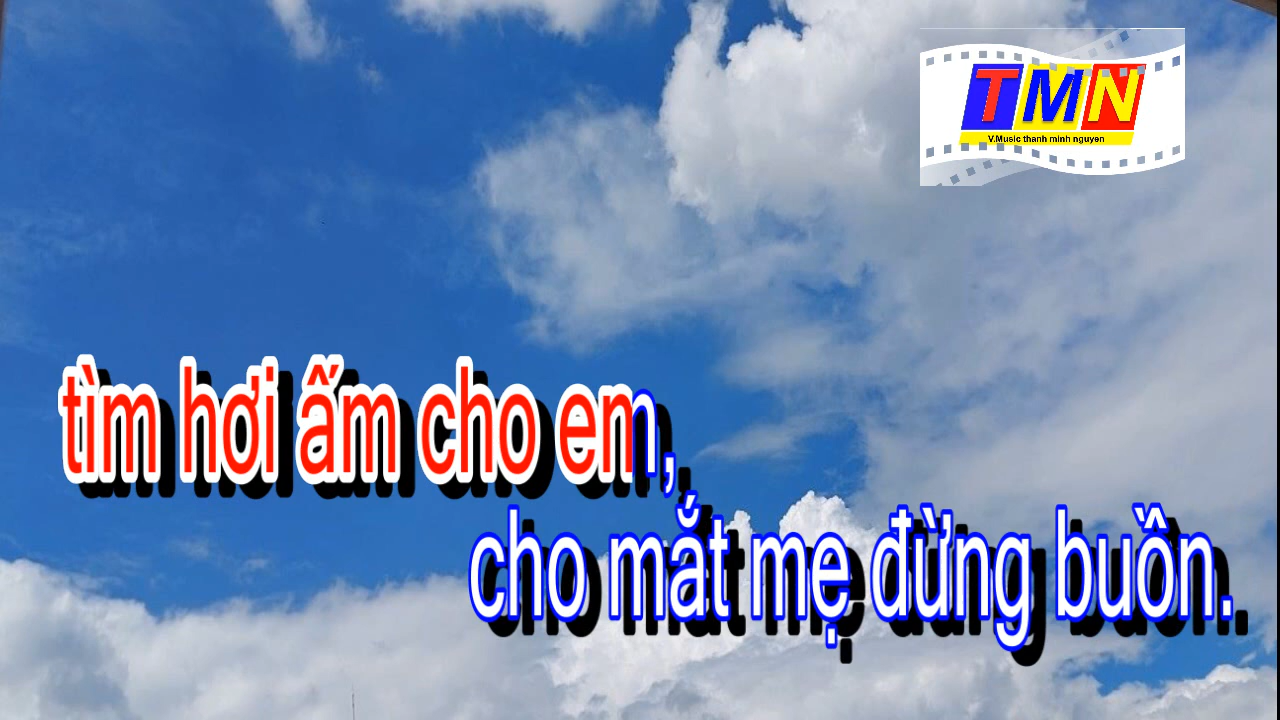 TMN
V.Music thanh minh nguyen
tìm hơi ấm cho em,
cho mắt mẹ đừng buồn.